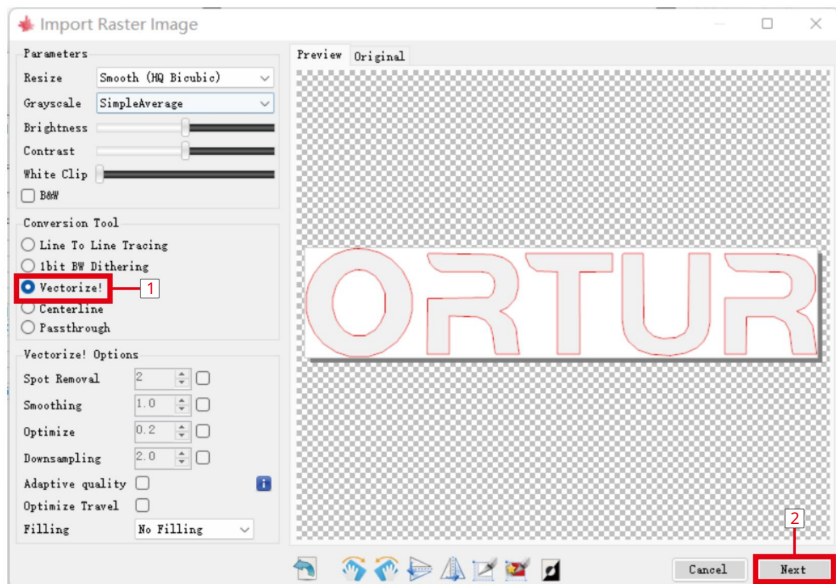 Import Raster Image
Parameters
Resize Smooth (HQ Bicubic)
Grayscale SimpleAverage
Brightness
Contrast
White Clip
B&W
Conversion Tool
Line To Line Tracing
1bit BW Dithering
Vectorize! 1
Centerline
Passthrough
Vectorize! Options
Spot Removal 2
Smoothing 1.0
Optimize 0.2
Downsampling 2.0
Adaptive quality i
Optimize Travel
Filling No Filling
Preview Original
ORTUR
2
Cancel Next